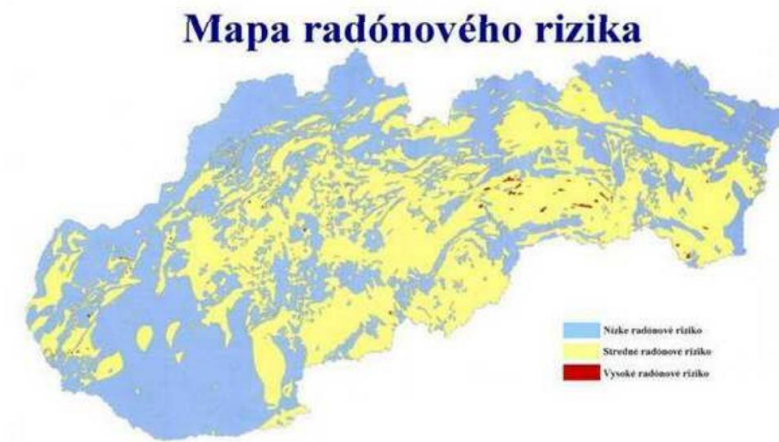 Mapa radónového rizika
Nízke radónové riziko
Stredné radónové riziko
Vysoké radónové riziko